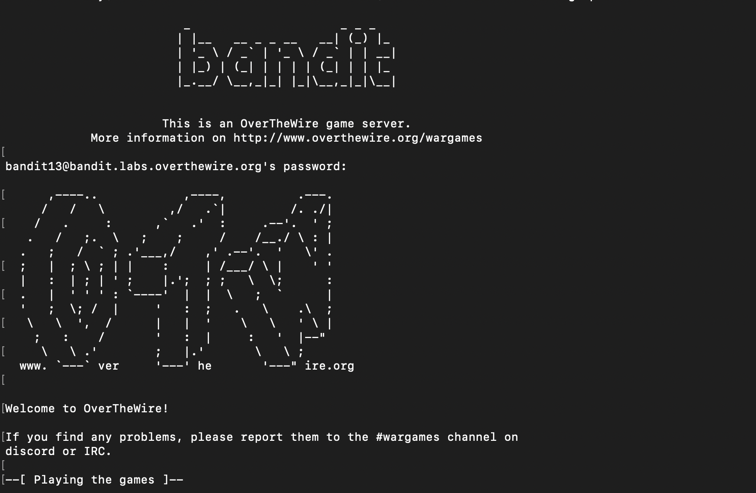 bandit
This is an OverTheWire game server.
More information on http://www.overthewire.org/wargames
bandit13@bandit.labs.overthewire.org's password:
www. ver he ire.org
Welcome to OverTheWire!
If you find any problems, please report them to the #wargames channel on
discord or IRC.
--[ Playing the games ]--